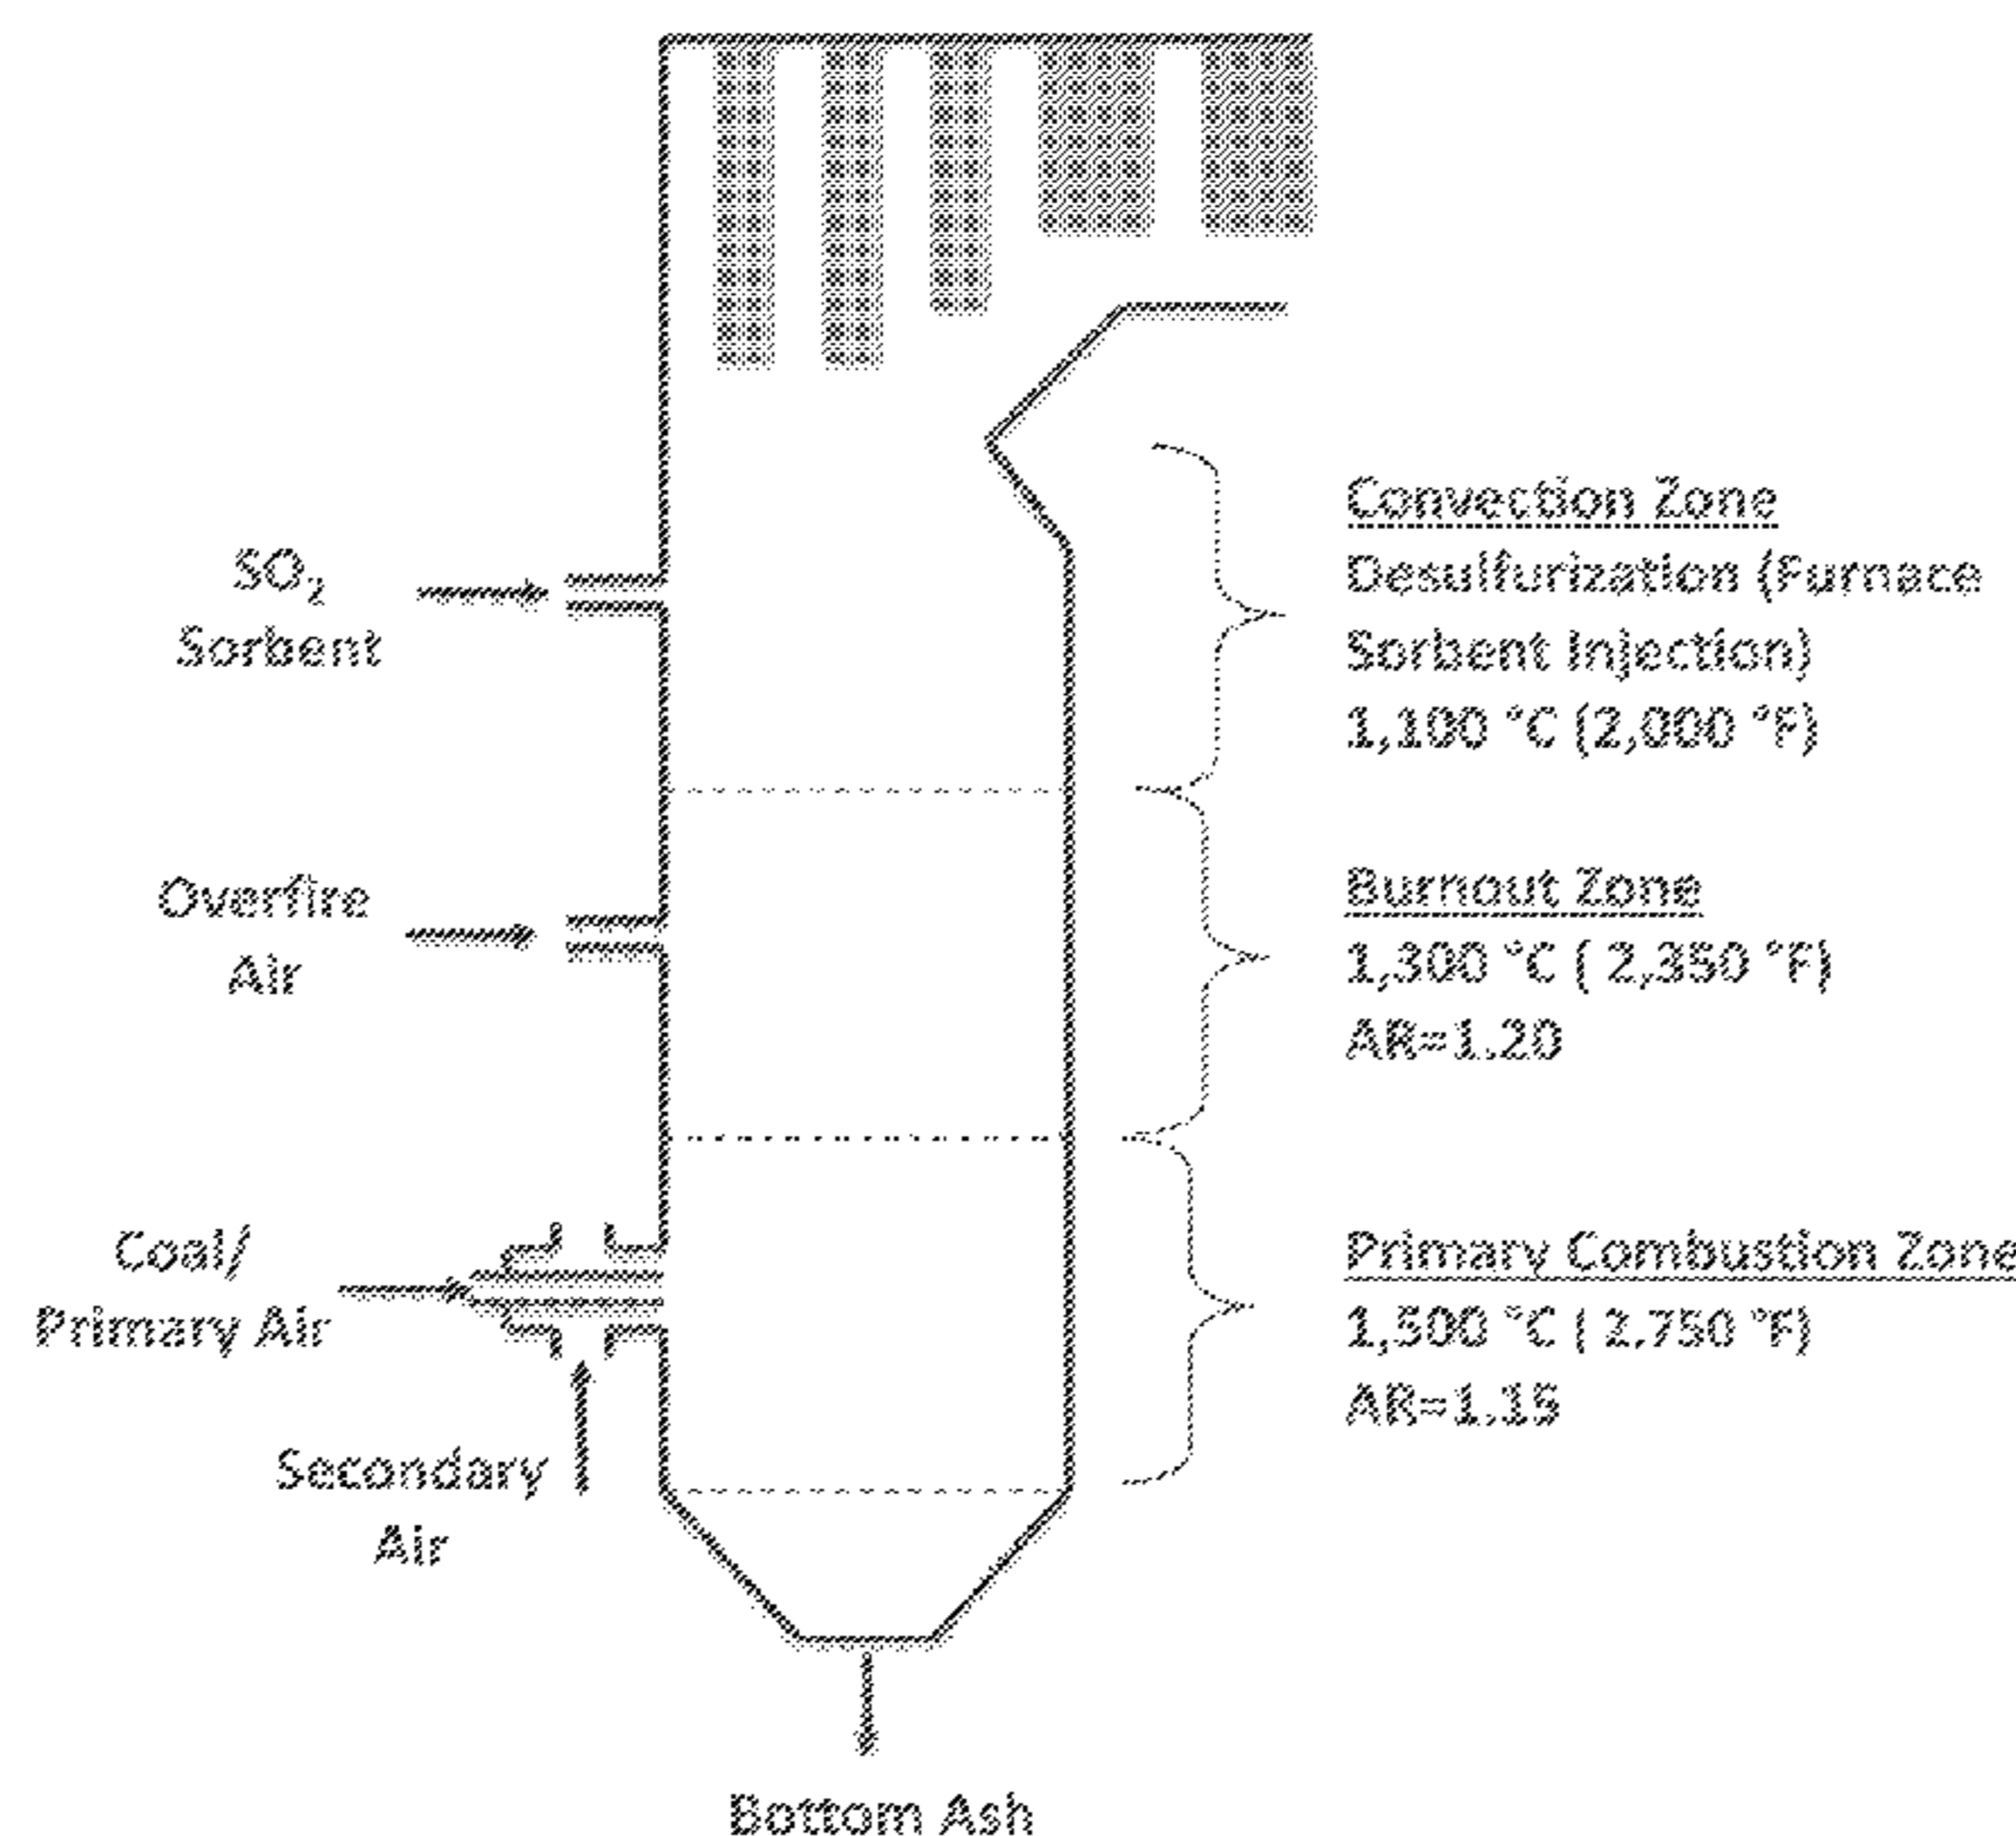 SO₂
Sorbent
Convection Zone
Desulfurization (Furnace
Sorbent Injection)
1,100 °C (2,000 °F)
Overfire
Air
Burnout Zone
1,300 °C ( 2,350 °F)
AR=1.20
Coal/
Primary Air
Secondary
Air
Primary Combustion Zone
1,500 °C ( 2,750 °F)
AR=1.15
Bottom Ash